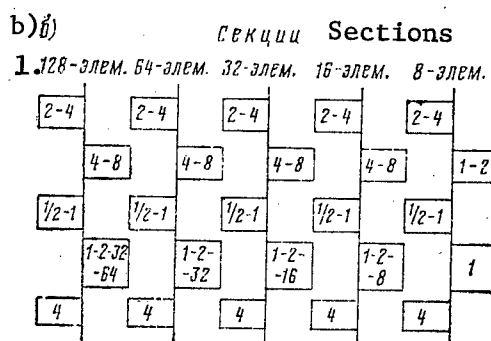 b) в) Секции Sections
1. 128-элем. 64-элем. 32-элем. 16-элем. 8-элем.
2-4 2-4 2-4 2-4 2-4
4-8 4-8 4-8 4-8 1-2
1/2-1 1/2-1 1/2-1 1/2-1 1/2-1
1-2-32 1-2- 1-2- 1-2- 1
-64 -32 -16 -8
4 4 4 4 4